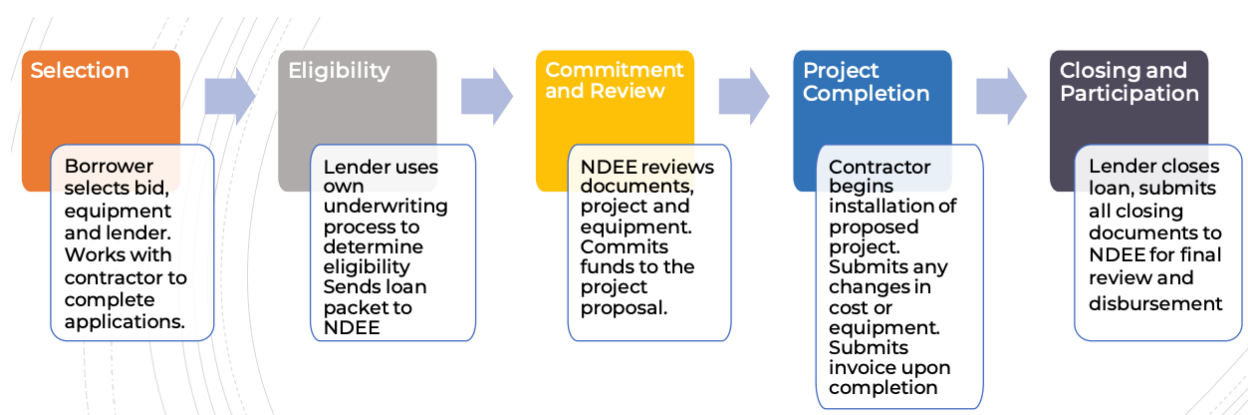 Selection
Borrower
selects bid,
equipment
and lender.
Works with
contractor to
complete
applications.
Eligibility
Lender uses
own
underwriting
process to
determine
eligibility
Sends loan
packet to
NDEE
Commitment
and Review
NDEE reviews
documents,
project and
equipment.
Commits
funds to the
project
proposal.
Project
Completion
Contractor
begins
installation of
proposed
project.
Submits any
changes in
cost or
equipment.
Submits
invoice upon
completion
Closing and
Participation
Lender closes
loan, submits
all closing
documents to
NDEE for final
review and
disbursement